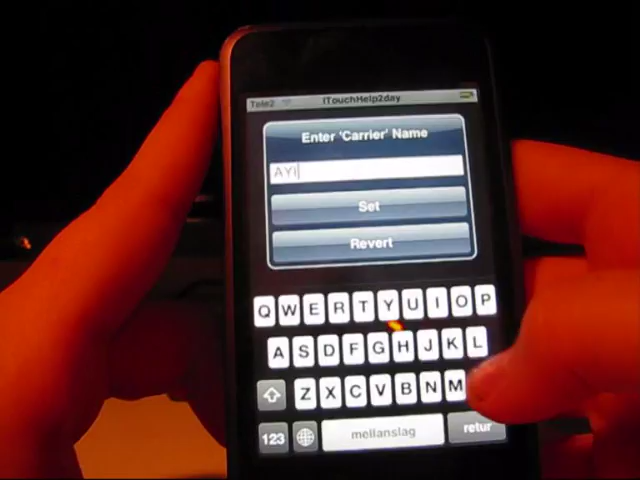 Tele2 iTouchHelp2day
Enter 'Carrier' Name
AYI
Set
Revert
Q W E R T Y U I O P
A S D F G H J K L
Z X C V B N M
123 mellanslag retur